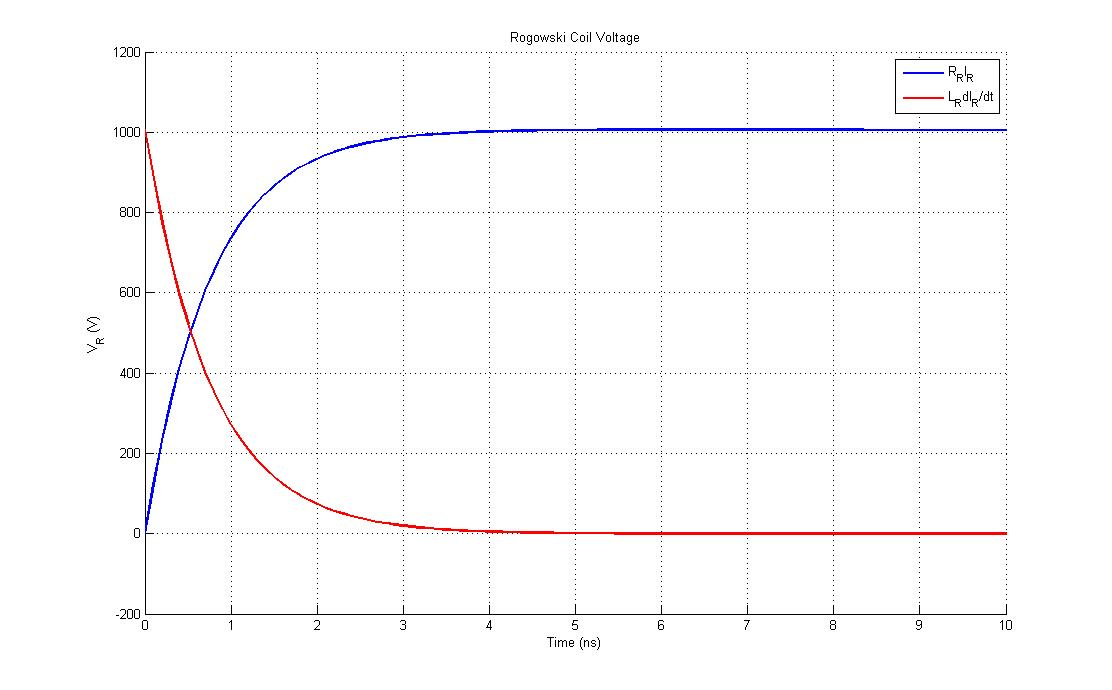 Rogowski Coil Voltage
1200
1000
800
600
400
200
0
-200
V_R (V)
R_R I_R
L_R dI_R/dt
0 1 2 3 4 5 6 7 8 9 10
Time (ns)